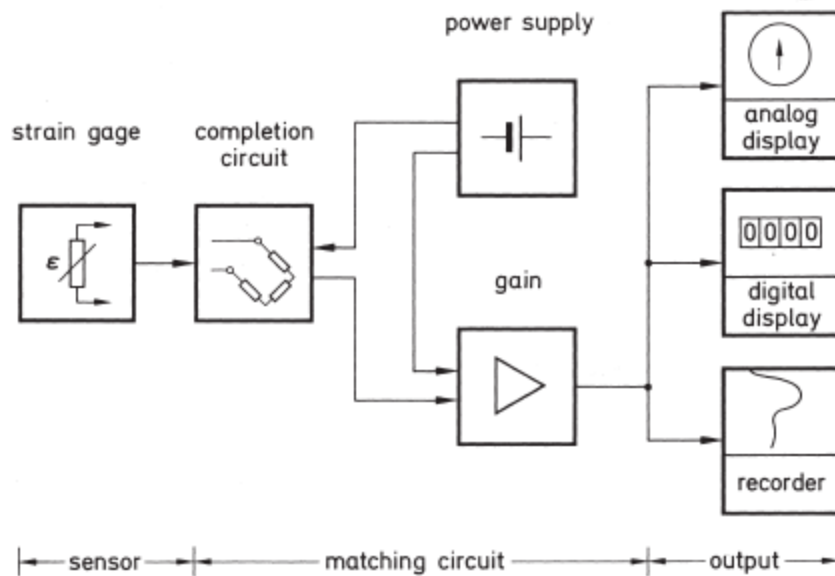 power supply
strain gage
completion
circuit
analog
display
ε
0000
digital
display
gain
recorder
sensor
matching circuit
output